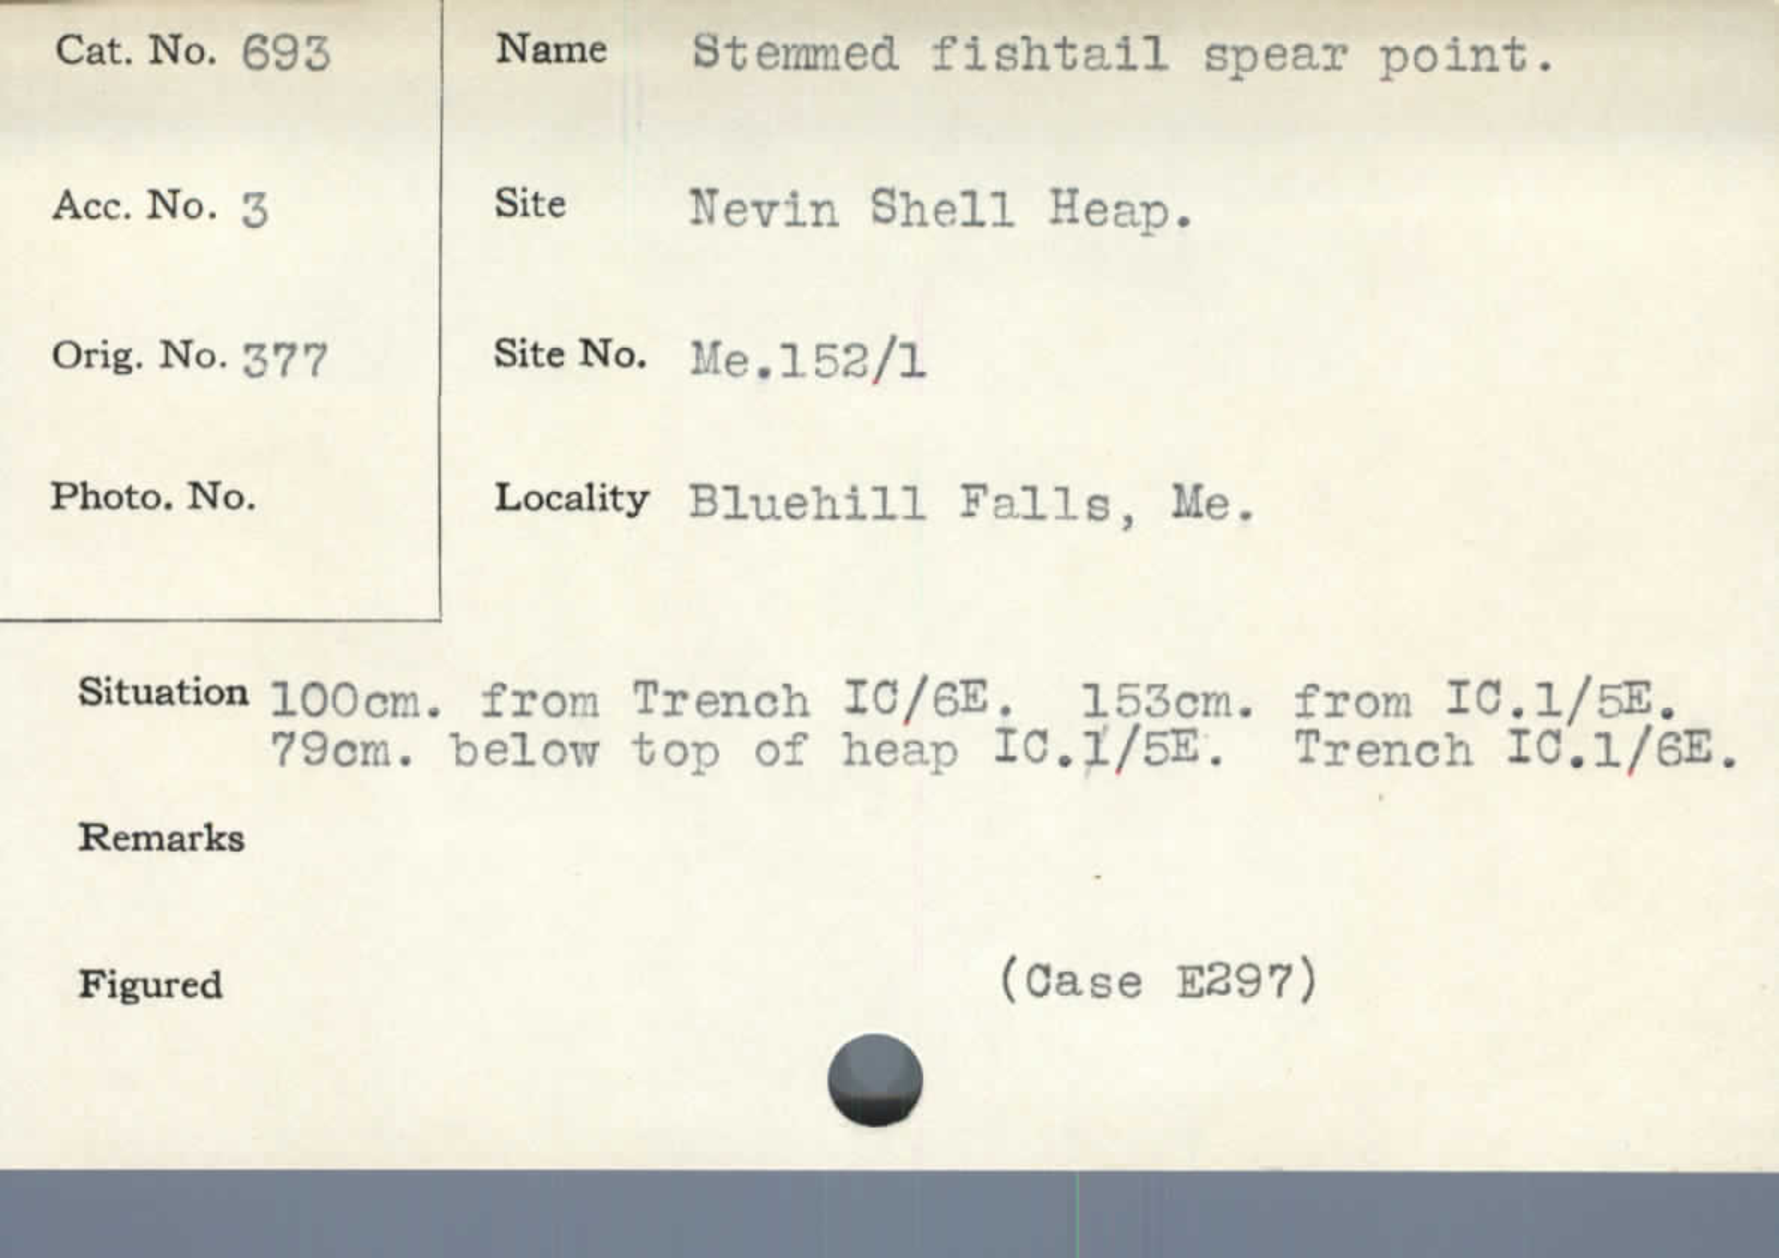 Cat. No. 693
Name Stemmed fishtail spear point.
Acc. No. 3
Site Nevin Shell Heap.
Orig. No. 377
Site No. Me.152/1
Photo. No.
Locality Bluehill Falls, Me.
Situation 100cm. from Trench IC/6E. 153cm. from IC.1/5E.
79cm. below top of heap IC.1/5E. Trench IC.1/6E.
Remarks
Figured
(Case E297)